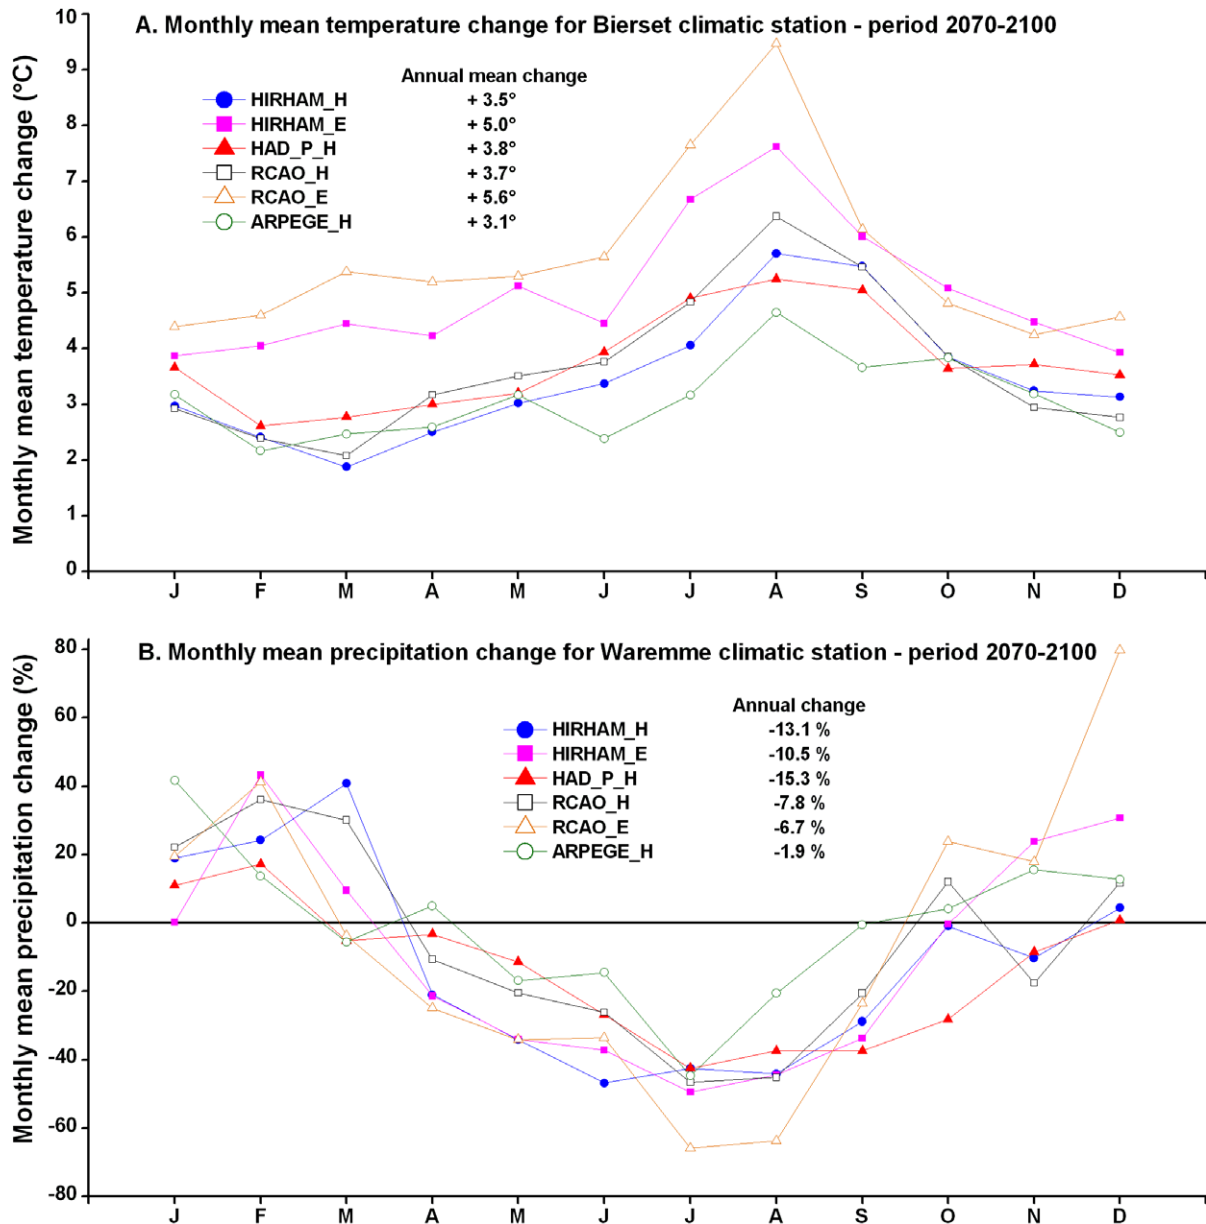 A. Monthly mean temperature change for Bierset climatic station - period 2070-2100
Monthly mean temperature change (°C)
10
9
8
7
6
5
4
3
2
1
0
Annual mean change
HIRHAM_H + 3.5°
HIRHAM_E + 5.0°
HAD_P_H + 3.8°
RCAO_H + 3.7°
RCAO_E + 5.6°
ARPEGE_H + 3.1°
J F M A M J J A S O N D
B. Monthly mean precipitation change for Waremme climatic station - period 2070-2100
Monthly mean precipitation change (%)
80
60
40
20
0
-20
-40
-60
-80
Annual change
HIRHAM_H -13.1 %
HIRHAM_E -10.5 %
HAD_P_H -15.3 %
RCAO_H -7.8 %
RCAO_E -6.7 %
ARPEGE_H -1.9 %
J F M A M J J A S O N D